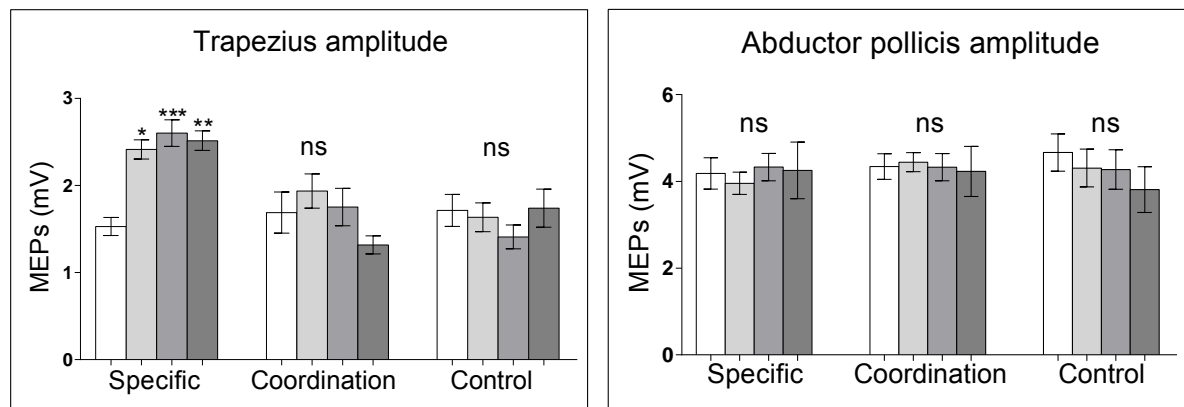 Trapezius amplitude
MEPs (mV)
3
2
1
0
*
***
**
ns
ns
Specific
Coordination
Control
Abductor pollicis amplitude
MEPs (mV)
6
4
2
0
ns
ns
ns
Specific
Coordination
Control